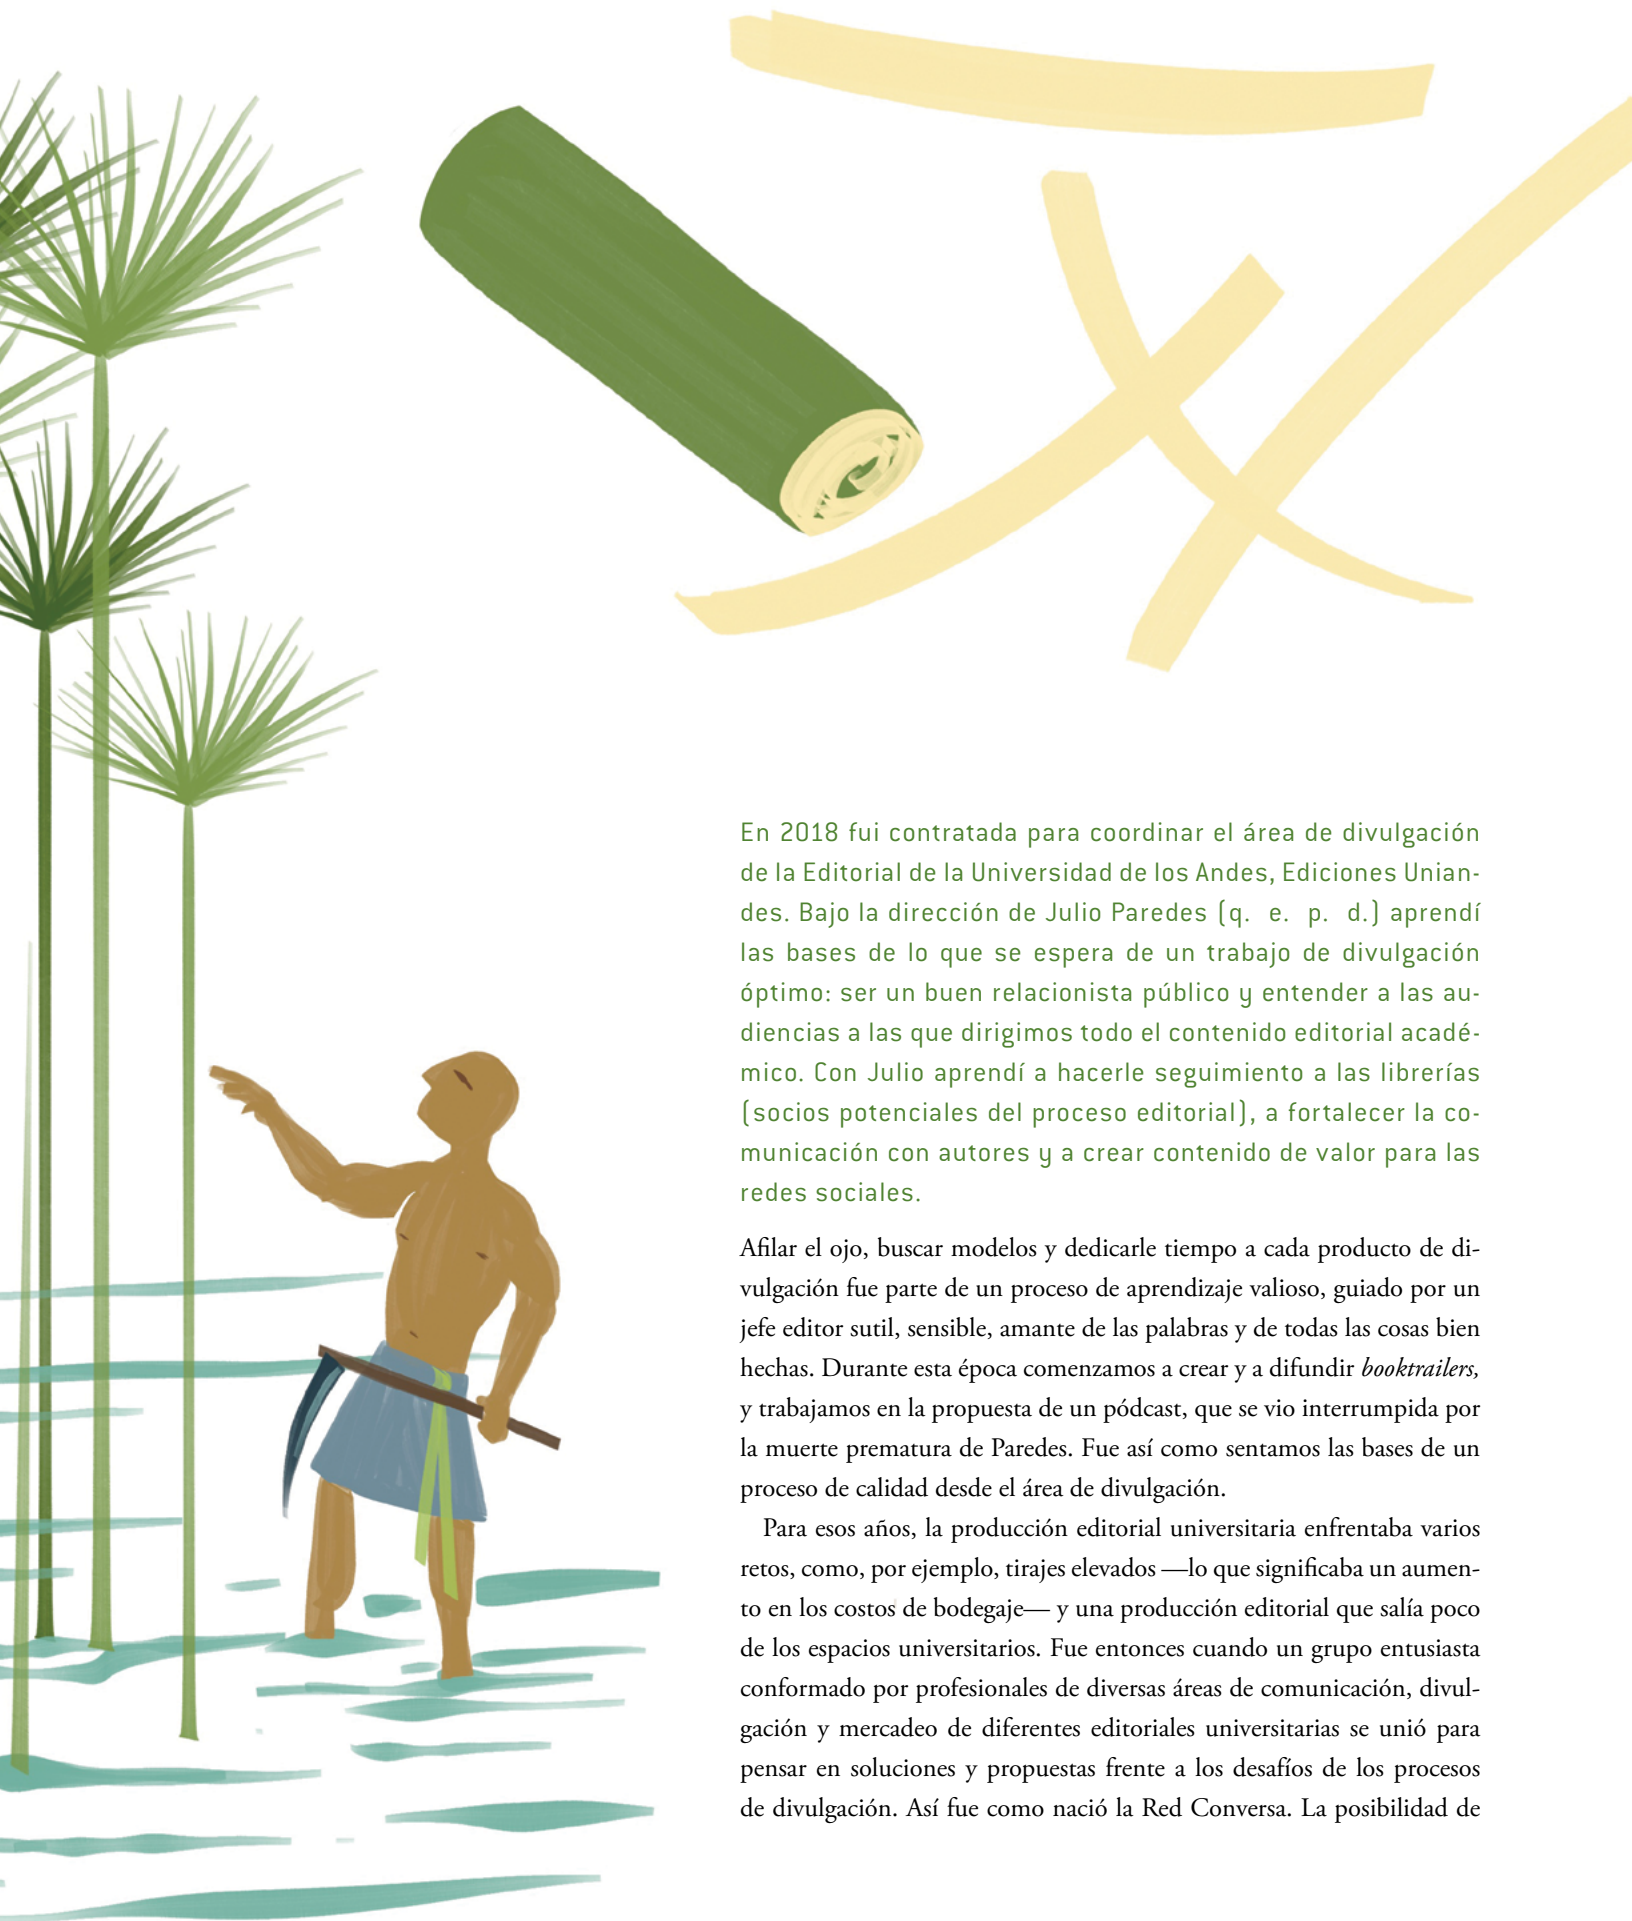 En 2018 fui contratada para coordinar el área de divulgación
de la Editorial de la Universidad de los Andes, Ediciones Unian-
des. Bajo la dirección de Julio Paredes (q. e. p. d.) aprendí
las bases de lo que se espera de un trabajo de divulgación
óptimo: ser un buen relacionista público y entender a las au-
diencias a las que dirigimos todo el contenido editorial acadé-
mico. Con Julio aprendí a hacerle seguimiento a las librerías
(socios potenciales del proceso editorial), a fortalecer la co-
municación con autores y a crear contenido de valor para las
redes sociales.
Afilar el ojo, buscar modelos y dedicarle tiempo a cada producto de di-
vulgación fue parte de un proceso de aprendizaje valioso, guiado por un
jefe editor sutil, sensible, amante de las palabras y de todas las cosas bien
hechas. Durante esta época comenzamos a crear y a difundir booktrailers,
y trabajamos en la propuesta de un pódcast, que se vio interrumpida por
la muerte prematura de Paredes. Fue así como sentamos las bases de un
proceso de calidad desde el área de divulgación.
Para esos años, la producción editorial universitaria enfrentaba varios
retos, como, por ejemplo, tirajes elevados —lo que significaba un aumen-
to en los costos de bodegaje— y una producción editorial que salía poco
de los espacios universitarios. Fue entonces cuando un grupo entusiasta
conformado por profesionales de diversas áreas de comunicación, divul-
gación y mercadeo de diferentes editoriales universitarias se unió para
pensar en soluciones y propuestas frente a los desafíos de los procesos
de divulgación. Así fue como nació la Red Conversa. La posibilidad de